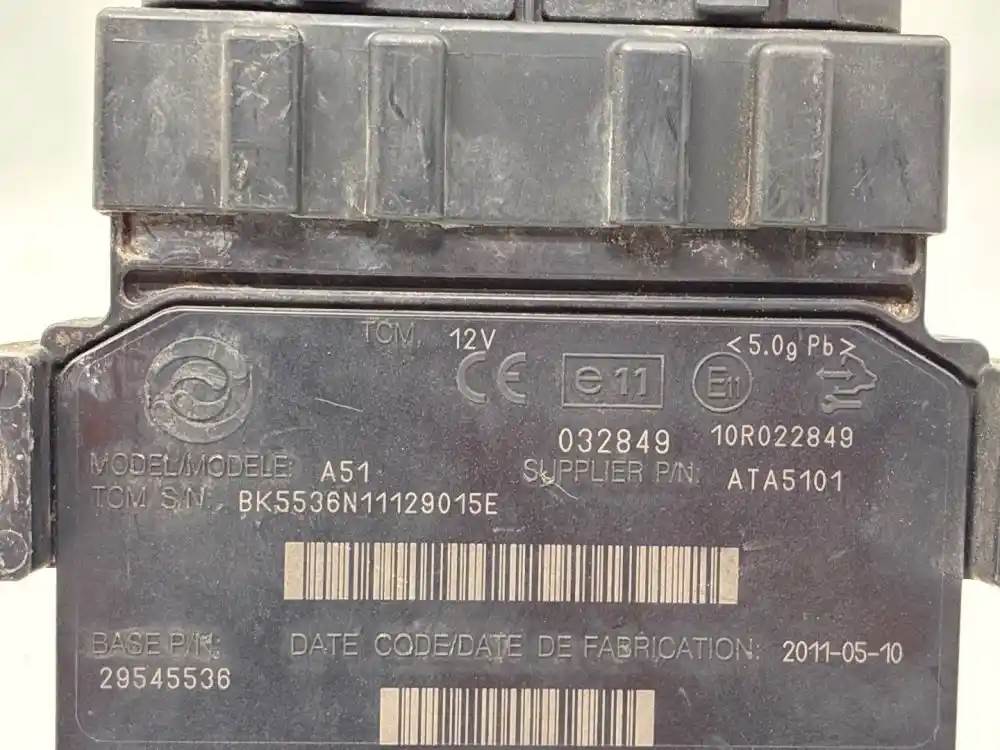 TCM. 12V
<5.0g Pb>
CE e11 E11
032849 10R022849
MODEL/MODELE: A51
SUPPLIER P/N: ATA5101
TCM S/N: BK5536N11129015E
BASE P/N: DATE CODE/DATE DE FABRICATION: 2011-05-10
29545536